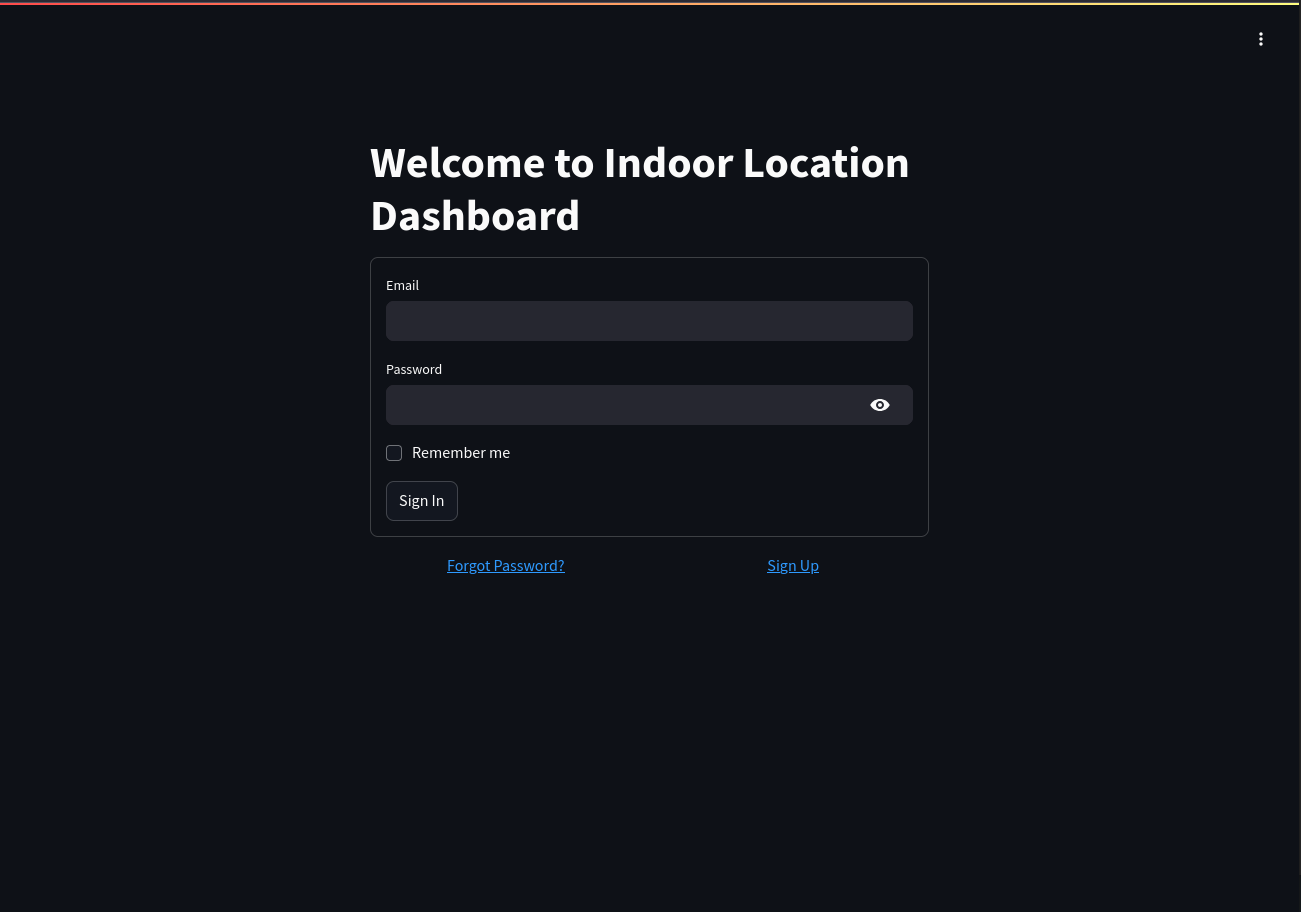 Welcome to Indoor Location
Dashboard
Email
Password
Remember me
Sign In
Forgot Password?
Sign Up